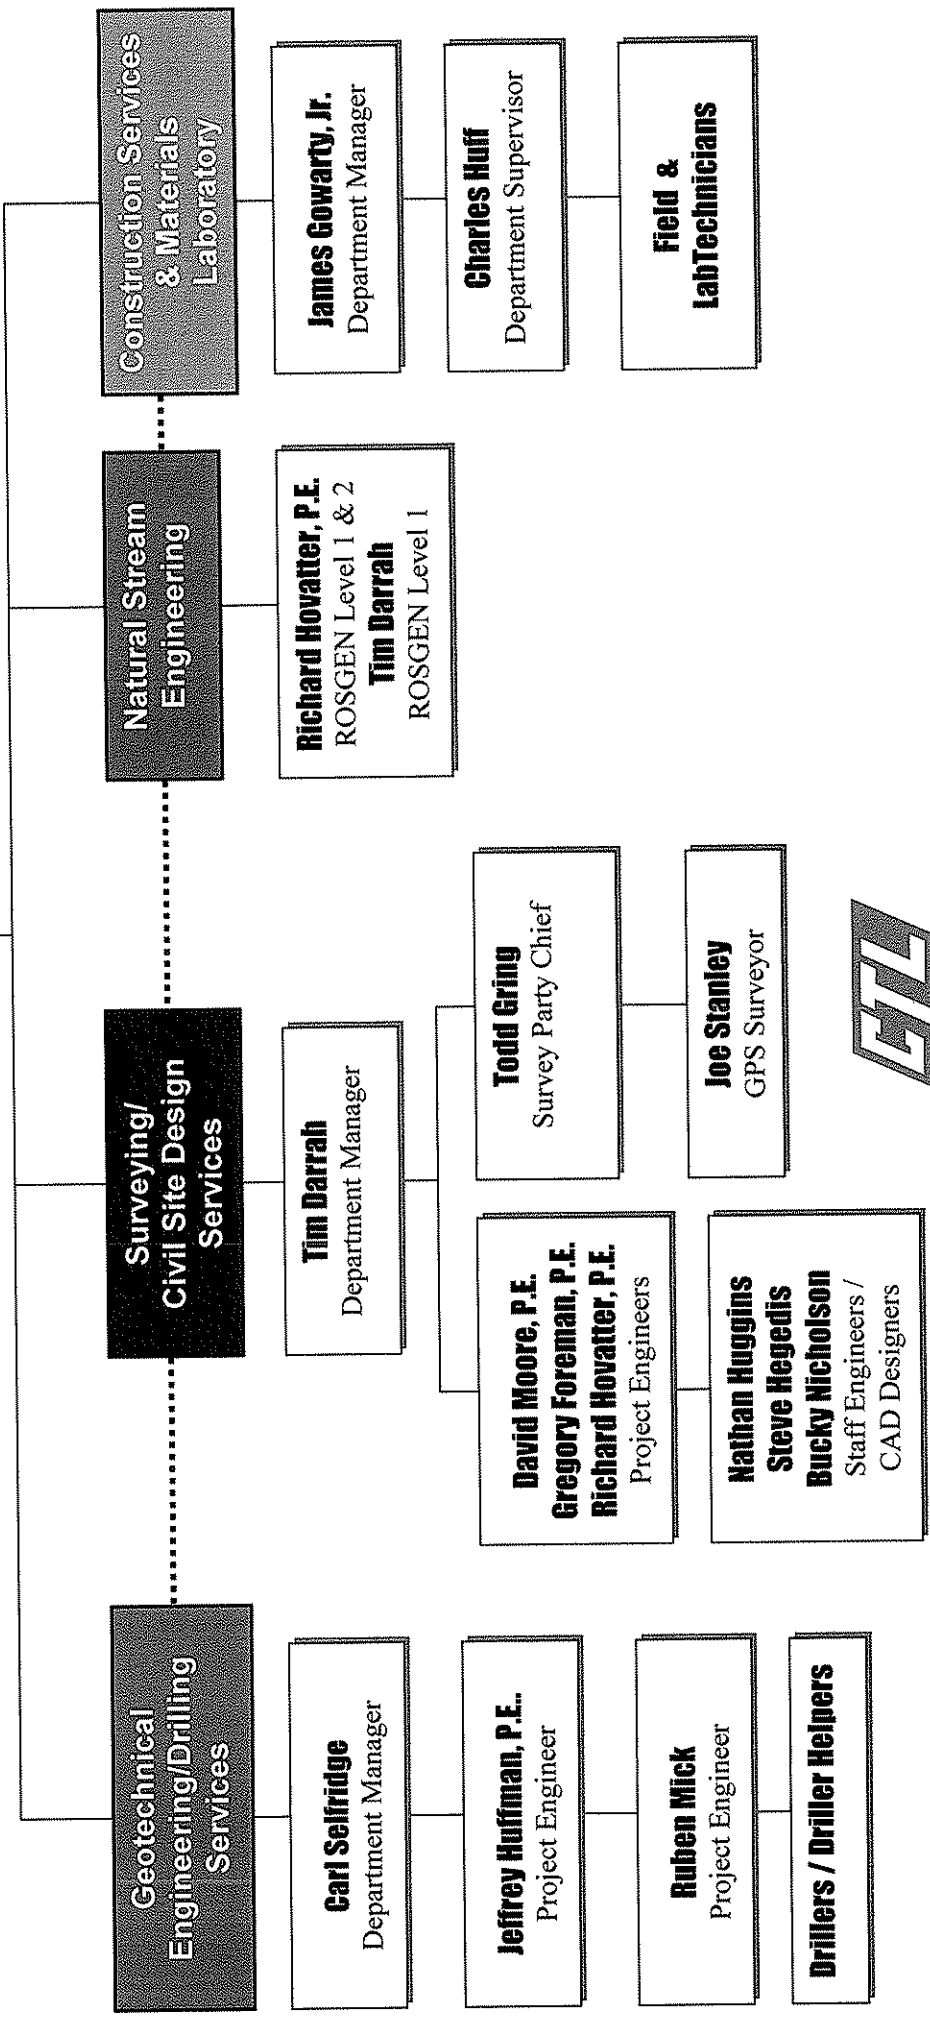 Geotechnical
Engineering/Drilling
Services
Carl Selfridge
Department Manager
Jeffrey Huffman, P.E..
Project Engineer
Ruben Mick
Project Engineer
Drillers / Driller Helpers
Surveying/
Civil Site Design
Services
Tim Darrah
Department Manager
David Moore, P.E.
Gregory Foreman, P.E.
Richard Hovatter, P.E.
Project Engineers
Nathan Huggins
Steve Hegedis
Bucky Nicholson
Staff Engineers /
CAD Designers
Todd Gring
Survey Party Chief
Joe Stanley
GPS Surveyor
Natural Stream
Engineering
Richard Hovatter, P.E.
ROSGEN Level 1 & 2
Tim Darrah
ROSGEN Level 1
Construction Services
& Materials
Laboratory
James Gowarty, Jr.
Department Manager
Charles Huff
Department Supervisor
Field &
LabTechnicians
CTL